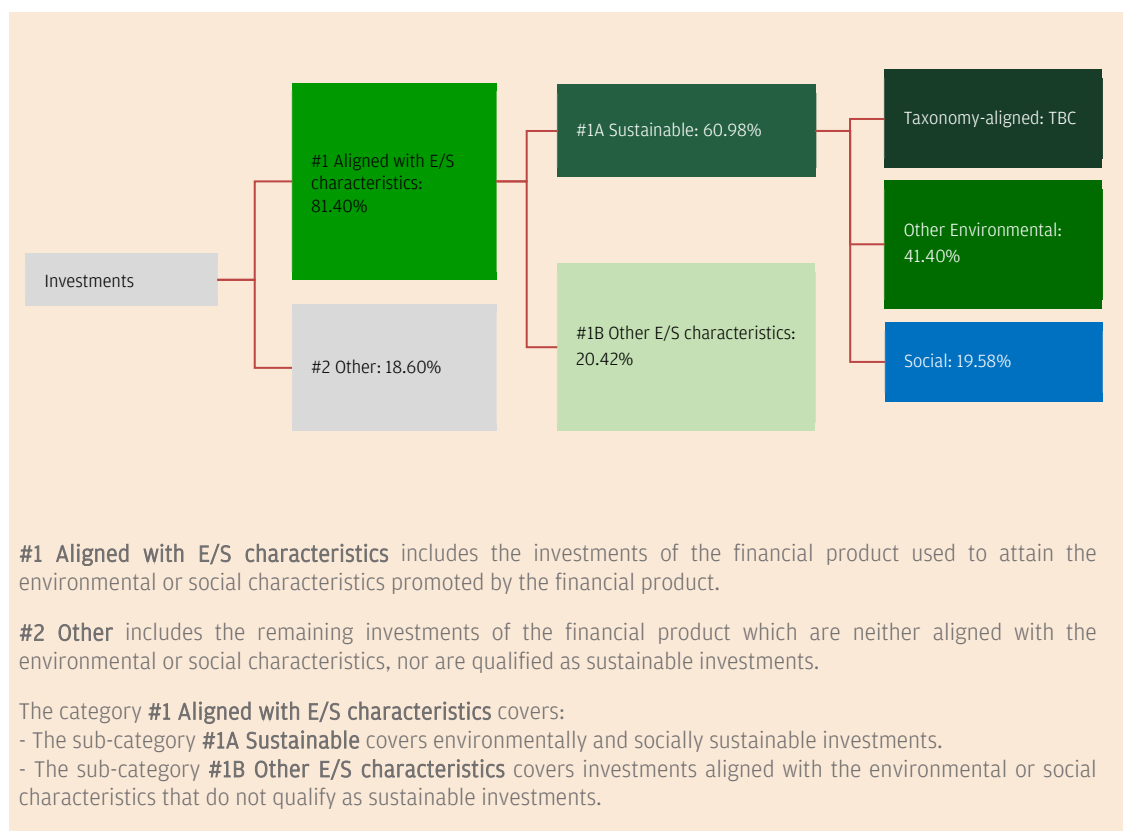 Investments
#1 Aligned with E/S
characteristics:
81.40%
#2 Other: 18.60%
#1A Sustainable: 60.98%
#1B Other E/S characteristics:
20.42%
Taxonomy-aligned: TBC
Other Environmental:
41.40%
Social: 19.58%
#1 Aligned with E/S characteristics includes the investments of the financial product used to attain the
environmental or social characteristics promoted by the financial product.
#2 Other includes the remaining investments of the financial product which are neither aligned with the
environmental or social characteristics, nor are qualified as sustainable investments.
The category #1 Aligned with E/S characteristics covers:
- The sub-category #1A Sustainable covers environmentally and socially sustainable investments.
- The sub-category #1B Other E/S characteristics covers investments aligned with the environmental or social
characteristics that do not qualify as sustainable investments.